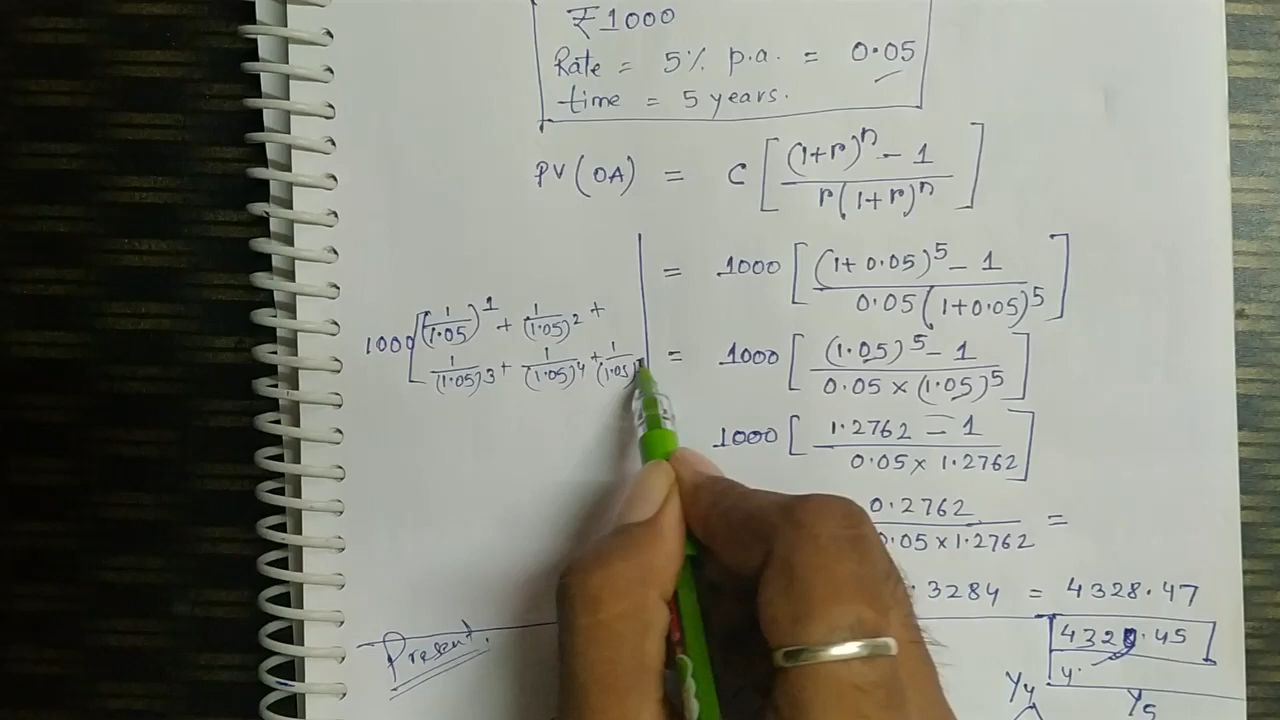 ₹1000
Rate = 5% p.a. = 0.05
time = 5 years.
PV(OA) = C [ (1+r)^n - 1 / r(1+r)^n ]
= 1000 [ (1+0.05)^5 - 1 / 0.05(1+0.05)^5 ]
1000 [ (1/1.05)^1 + 1/(1.05)^2 +
1/(1.05)^3 + 1/(1.05)^4 + 1/(1.05)
= 1000 [ (1.05)^5 - 1 / 0.05 × (1.05)^5 ]
1000 [ 1.2762 - 1 / 0.05 × 1.2762 ]
0.2762 / 0.05 × 1.2762 =
.3284 = 4328.47
Present.
.45
Y4
Y5